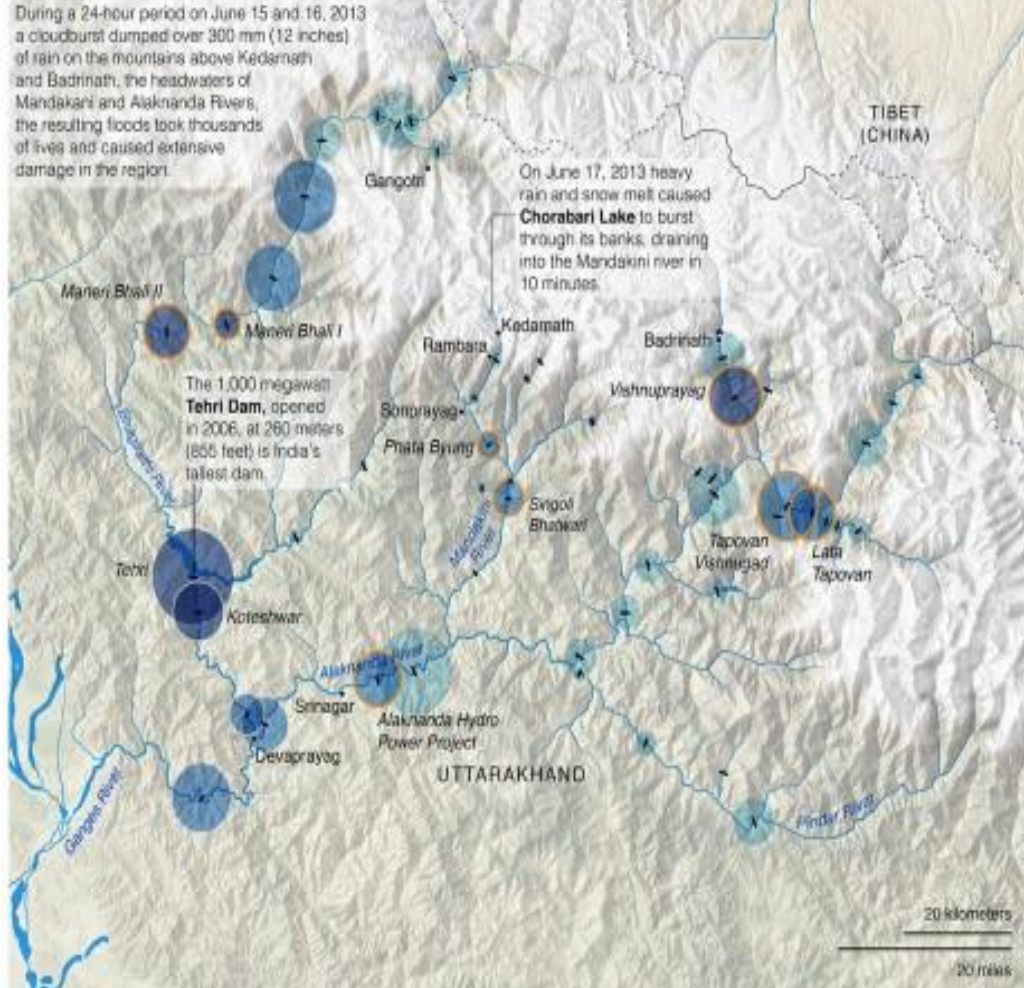 During a 24-hour period on June 15 and 16, 2013
a cloudburst dumped over 300 mm (12 inches)
of rain on the mountains above Kedarnath
and Badrinath, the headwaters of
Mandakani and Alaknanda Rivers,
the resulting floods took thousands
of lives and caused extensive
damage in the region.
TIBET
(CHINA)
Gangotri
On June 17, 2013 heavy
rain and snow melt caused
Chorabari Lake to burst
through its banks, draining
into the Mandakini river in
10 minutes.
Maneri Bhali II
Maneri Bhali I
Kedarnath
Rambara
Badrinath
Vishnuprayag
The 1,000 megawatt
Tehri Dam, opened
in 2006, at 260 meters
(855 feet) is India's
tallest dam.
Sonprayag
Phata Byung
Bhagirathi River
Singoli
Bhatwari
Mandakini
River
Tapovan
Vishnugad
Lata
Tapovan
Tehri
Koteshwar
Alaknanda River
Srinagar
Alaknanda Hydro
Power Project
Devaprayag
UTTARAKHAND
Ganges River
Pindar River
20 kilometers
20 miles